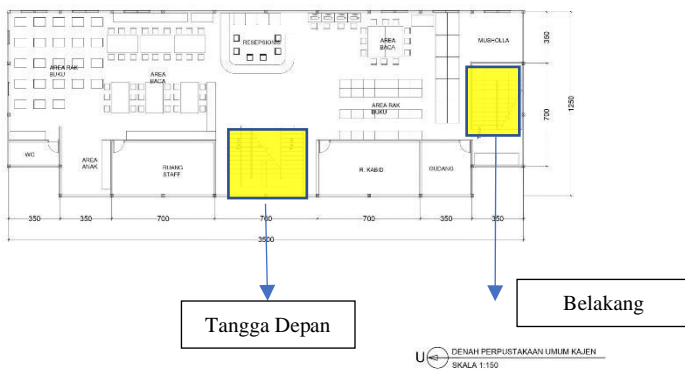 RESEPSIONIS
MUSHOLLA
AREA
BACA
AREA RAK
BUKU
AREA
BACA
AREA RAK
BUKU
WC
AREA
ANAK
RUANG
STAFF
R. KABID
GUDANG
350
700
1250
350
350
700
700
700
350
350
3500
Tangga Depan
Belakang
U
DENAH PERPUSTAKAAN UMUM KAJEN
SKALA 1:150